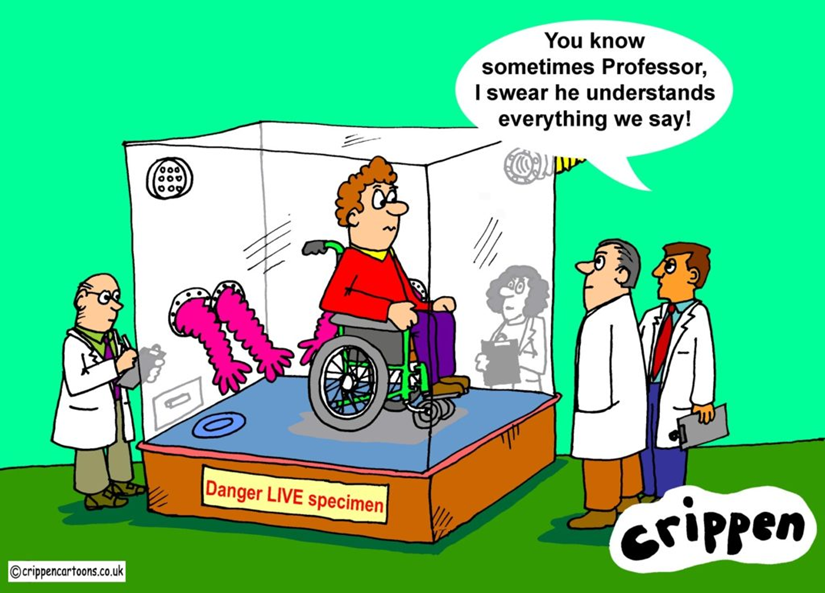 You know
sometimes Professor,
I swear he understands
everything we say!
Danger LIVE specimen
crippen
©crippencartoons.co.uk